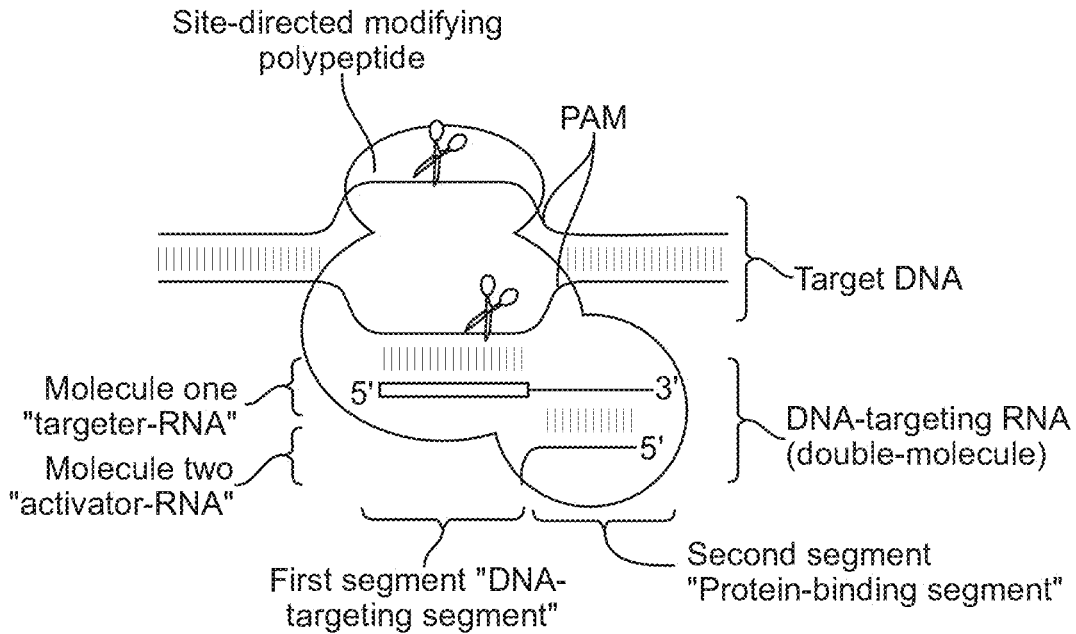 Site-directed modifying
polypeptide
PAM
Target DNA
Molecule one
"targeter-RNA"
5'
3'
DNA-targeting RNA
(double-molecule)
Molecule two
"activator-RNA"
5'
First segment "DNA-
targeting segment"
Second segment
"Protein-binding segment"